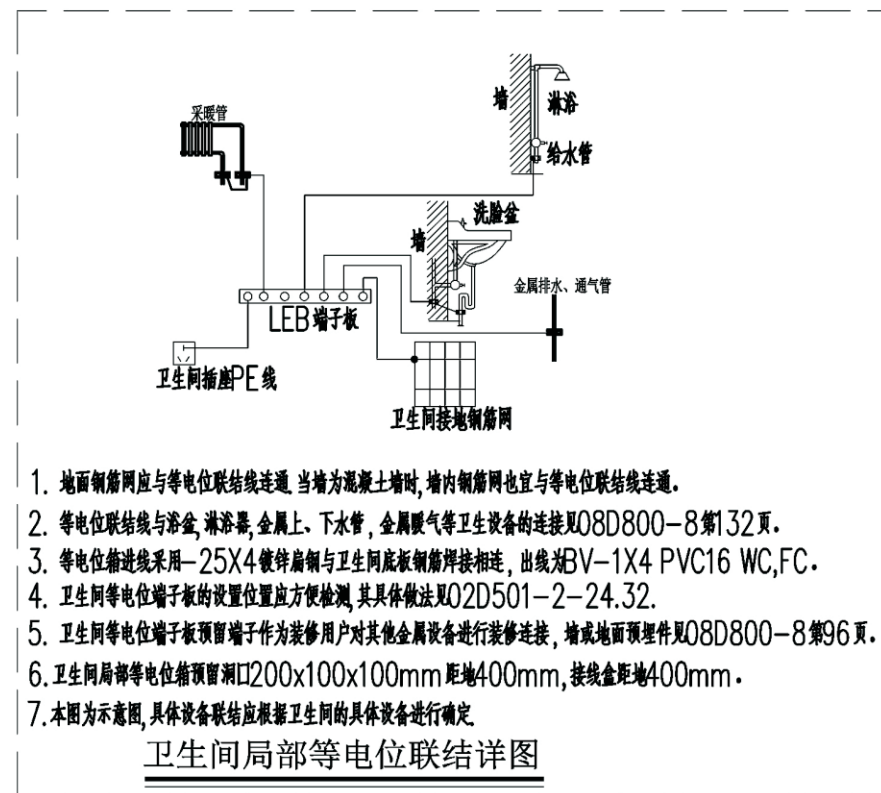 采暖管
墙
淋浴
给水管
墙
洗脸盆
金属排水、通气管
LEB端子板
卫生间插座PE线
卫生间接地钢筋网
1. 地面钢筋网应与等电位联结线连通.当墙为混凝土墙时,墙内钢筋网也宜与等电位联结线连通。
2. 等电位联结线与浴盆,淋浴器,金属上、下水管,金属暖气等卫生设备的连接见08D800-8第132页。
3. 等电位箱进线采用-25X4镀锌扁钢与卫生间底板钢筋焊接相连,出线为BV-1X4 PVC16 WC,FC。
4. 卫生间等电位端子板的设置位置应方便检测,其具体做法见02D501-2-24.32.
5. 卫生间等电位端子板预留端子作为装修用户对其他金属设备进行装修连接,墙或地面预埋件见08D800-8第96页。
6.卫生间局部等电位箱预留洞口200x100x100mm距地400mm,接线盒距地400mm。
7.本图为示意图,具体设备联结应根据卫生间的具体设备进行确定.
卫生间局部等电位联结详图